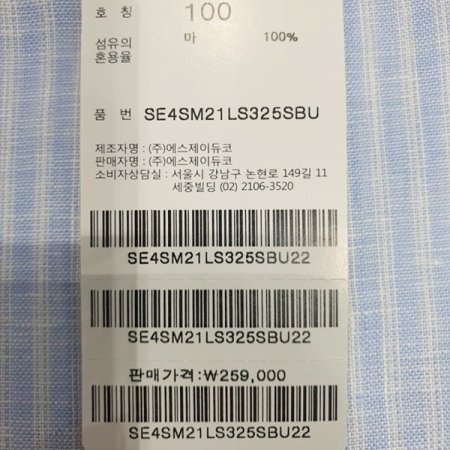 호 칭 100
섬유의 마 100%
혼용율
품 번 SE4SM21LS325SBU
제조자명 : (주)에스제이듀코
판매자명 : (주)에스제이듀코
소비자상담실 : 서울시 강남구 논현로 149길 11
세중빌딩 (02) 2106-3520
SE4SM21LS325SBU22
SE4SM21LS325SBU22
판매가격:₩259,000
SE4SM21LS325SBU22